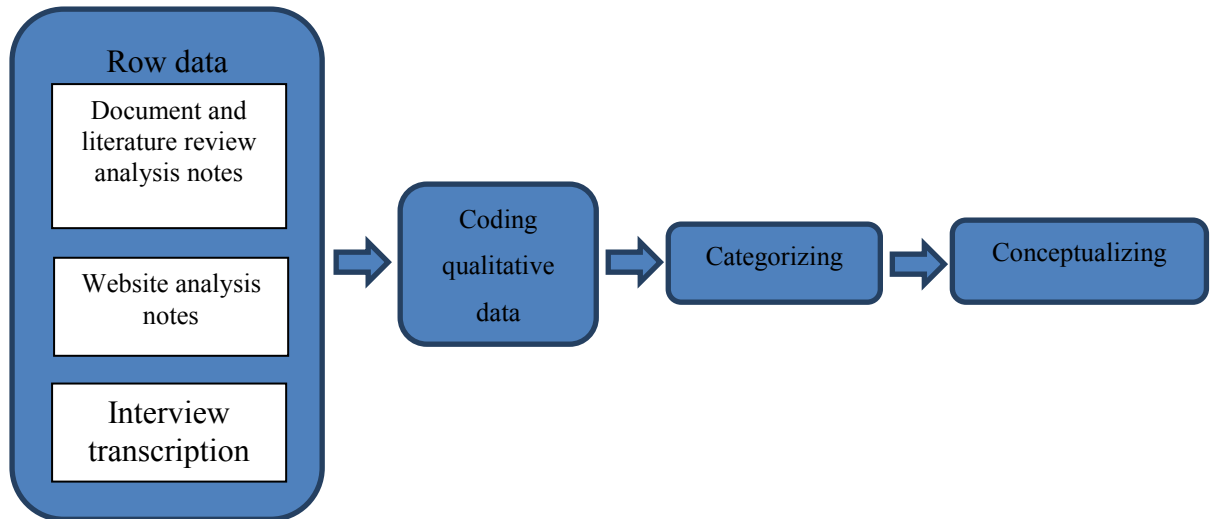 Row data
Document and
literature review
analysis notes
Website analysis
notes
Interview
transcription
Coding
qualitative
data
Categorizing
Conceptualizing